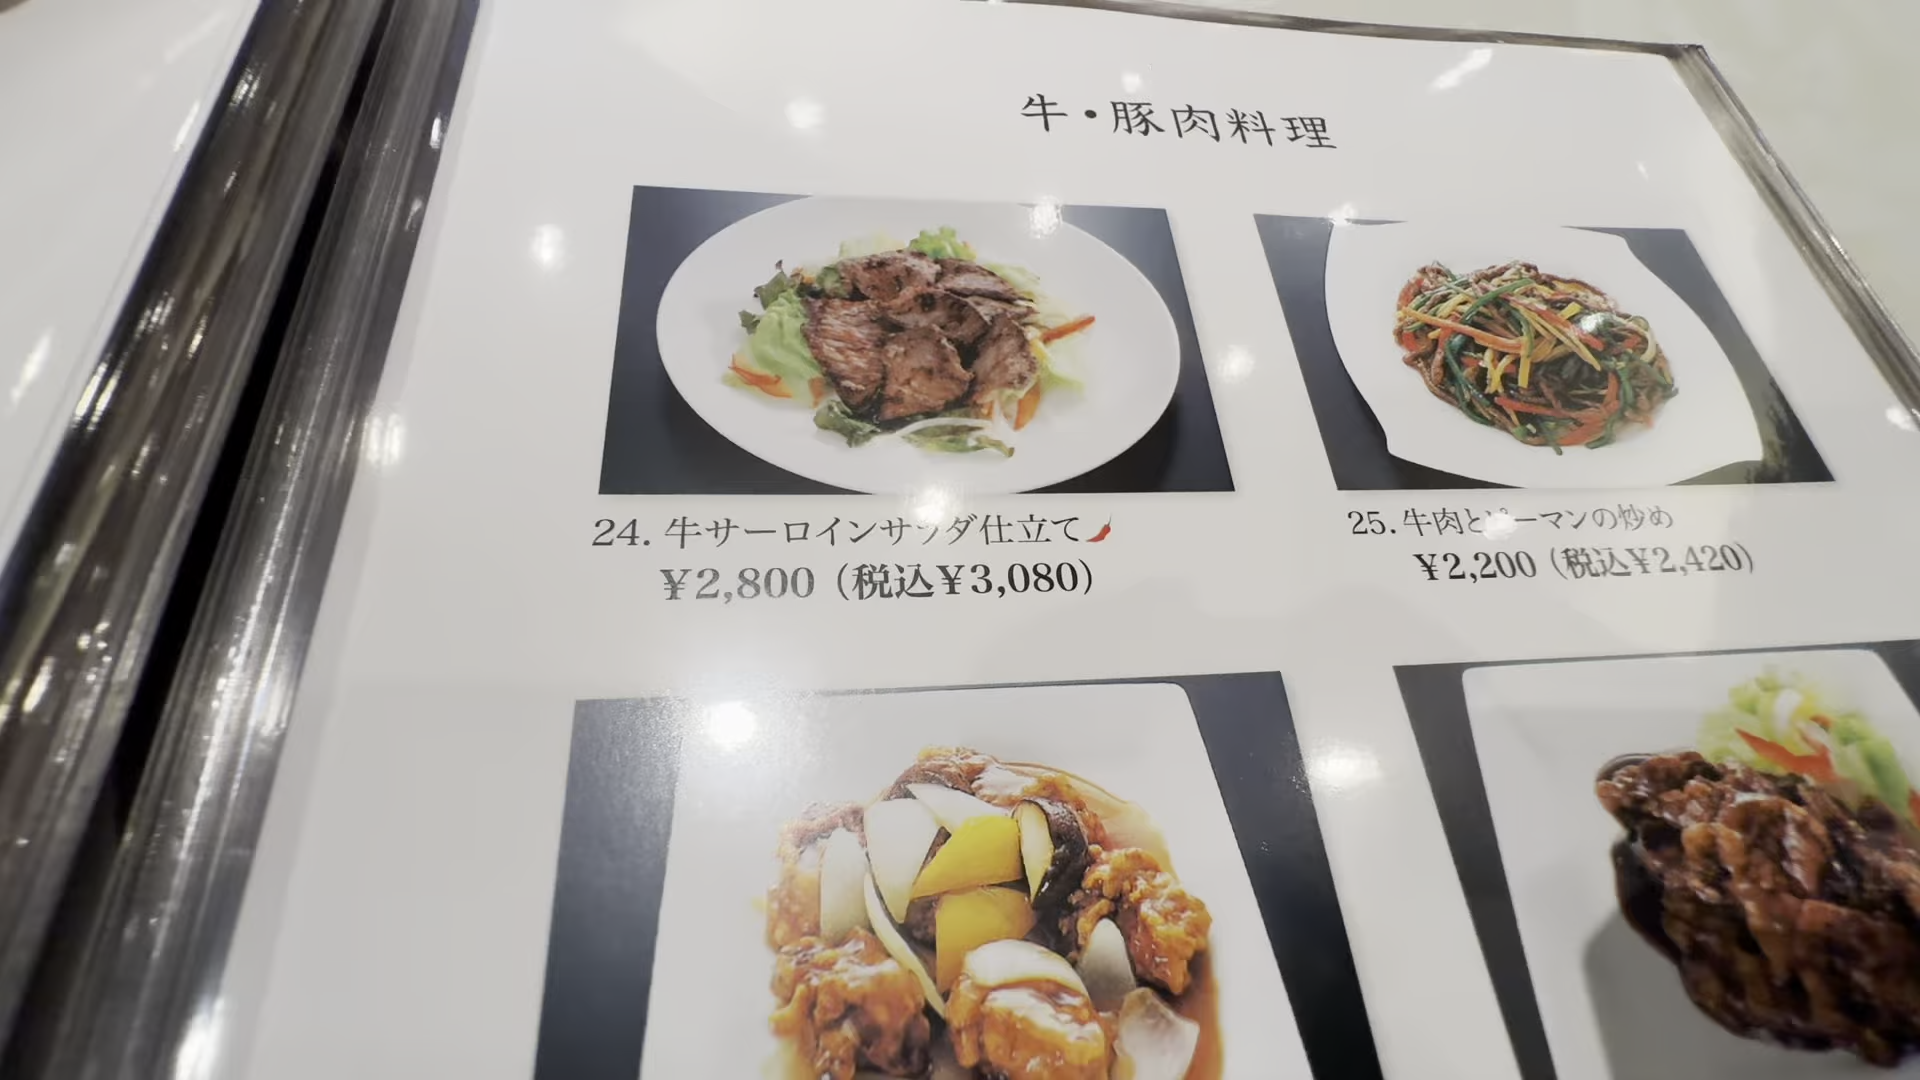 牛・豚肉料理
24. 牛サーロインサラダ仕立て
¥2,800 (税込¥3,080)
25. 牛肉とピーマンの炒め
¥2,200 (税込¥2,420)